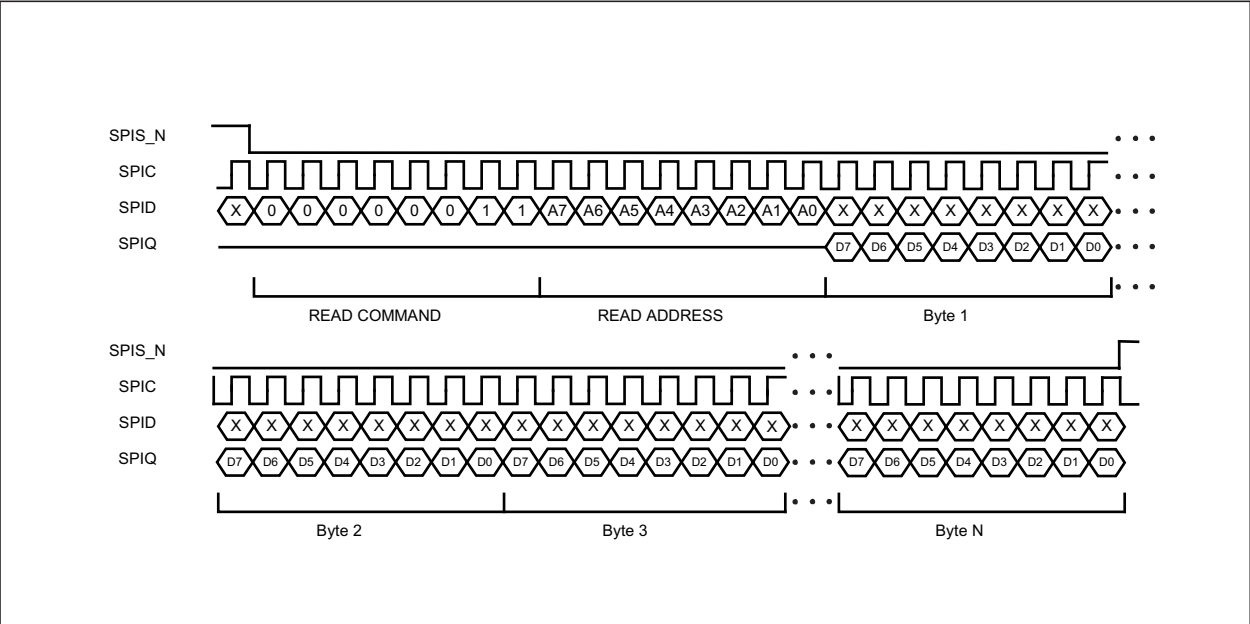 SPIS_N
SPIC
SPID X 0 0 0 0 0 0 1 1 A7 A6 A5 A4 A3 A2 A1 A0 X X X X X X X X
SPIQ D7 D6 D5 D4 D3 D2 D1 D0
READ COMMAND READ ADDRESS Byte 1
SPIS_N
SPIC
SPID X X X X X X X X X X X X X X X X X X X X X X X X
SPIQ D7 D6 D5 D4 D3 D2 D1 D0 D7 D6 D5 D4 D3 D2 D1 D0 D7 D6 D5 D4 D3 D2 D1 D0
Byte 2 Byte 3 Byte N